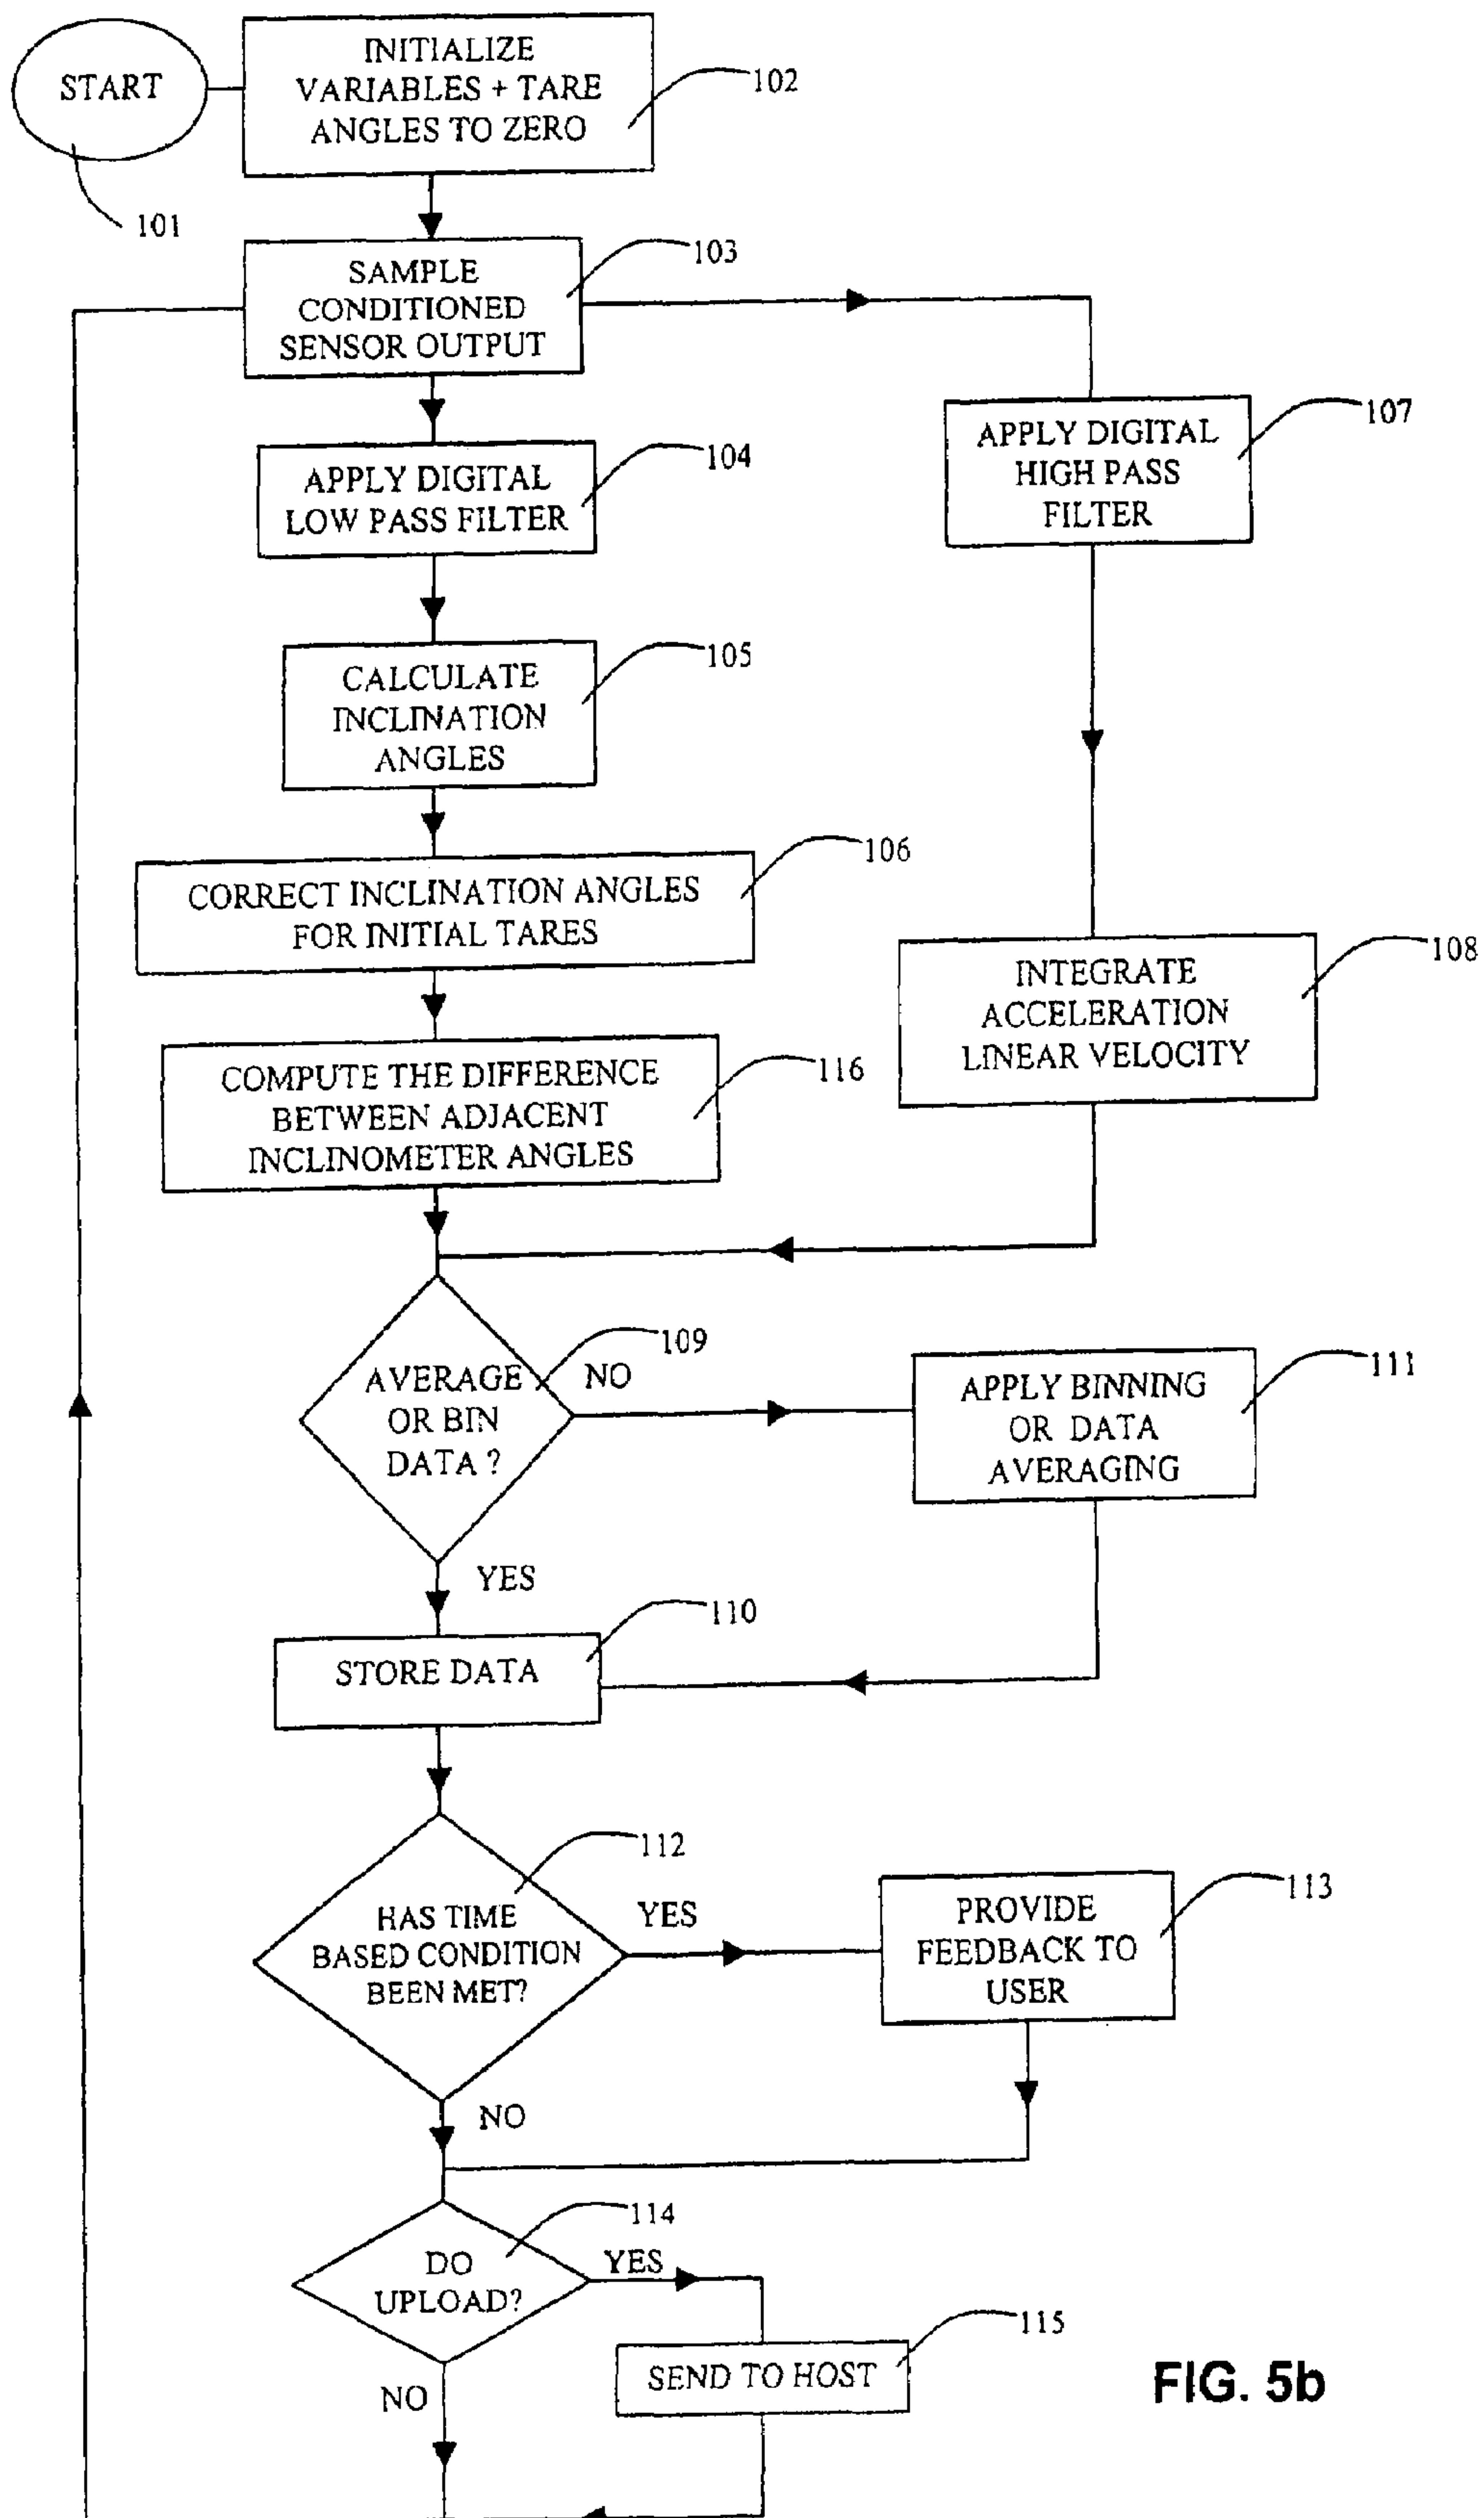 START
INITIALIZE
VARIABLES + TARE
ANGLES TO ZERO
102
101
SAMPLE
CONDITIONED
SENSOR OUTPUT
103
APPLY DIGITAL
LOW PASS FILTER
104
APPLY DIGITAL
HIGH PASS
FILTER
107
CALCULATE
INCLINATION
ANGLES
105
CORRECT INCLINATION ANGLES
FOR INITIAL TARES
106
INTEGRATE
ACCELERATION
LINEAR VELOCITY
108
COMPUTE THE DIFFERENCE
BETWEEN ADJACENT
INCLINOMETER ANGLES
116
AVERAGE
OR BIN
DATA ?
109
NO
APPLY BINNING
OR DATA
AVERAGING
111
YES
STORE DATA
110
HAS TIME
BASED CONDITION
BEEN MET?
112
YES
PROVIDE
FEEDBACK TO
USER
113
NO
DO
UPLOAD?
114
YES
SEND TO HOST
115
NO
FIG. 5b